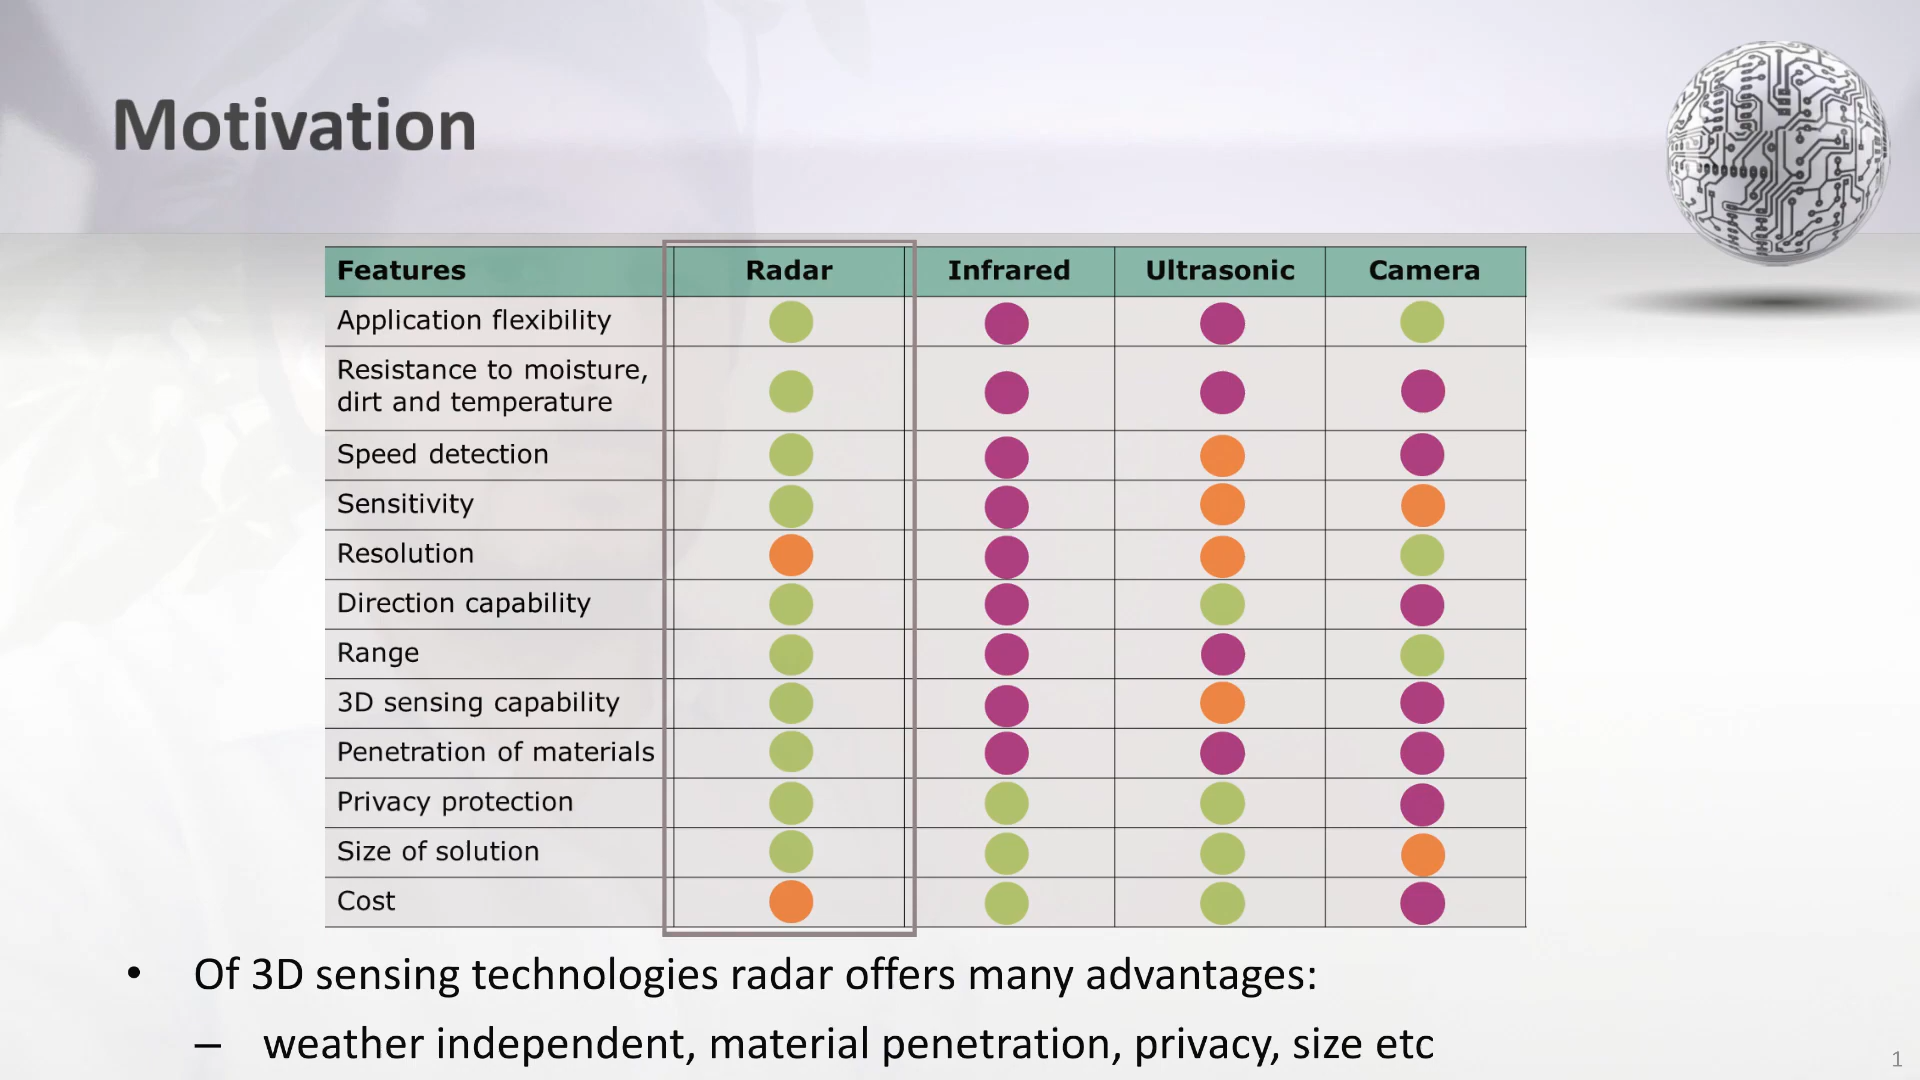 Motivation
Features Radar Infrared Ultrasonic Camera
Application flexibility
Resistance to moisture,
dirt and temperature
Speed detection
Sensitivity
Resolution
Direction capability
Range
3D sensing capability
Penetration of materials
Privacy protection
Size of solution
Cost
• Of 3D sensing technologies radar offers many advantages:
– weather independent, material penetration, privacy, size etc
1